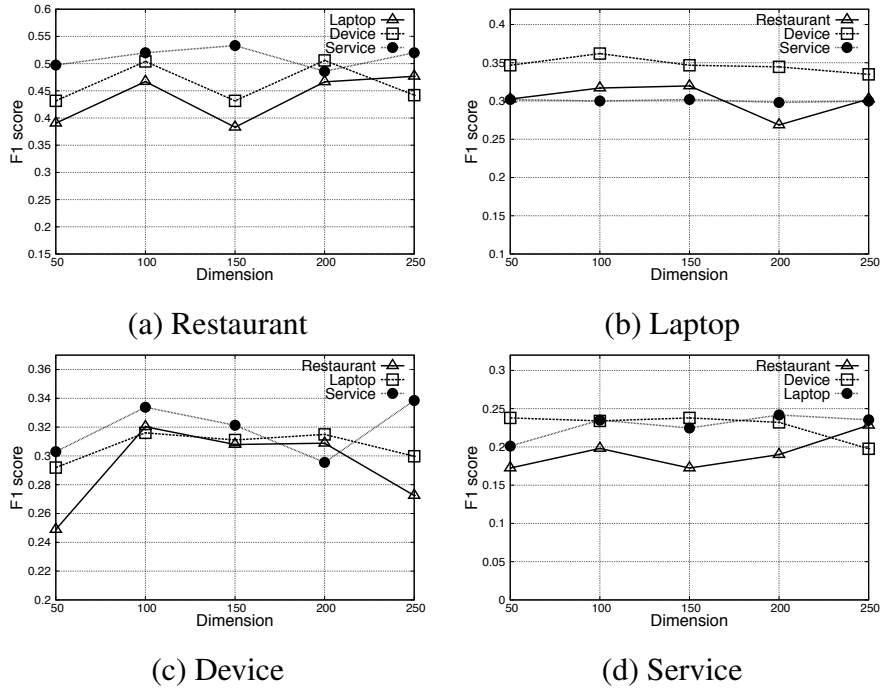 0.6
0.55
0.5
0.45
0.4
0.35
0.3
0.25
0.2
0.15
F1 score
50 100 150 200 250
Dimension
Laptop
Device
Service
(a) Restaurant
0.4
0.35
0.3
0.25
0.2
0.15
0.1
F1 score
50 100 150 200 250
Dimension
Restaurant
Device
Service
(b) Laptop
0.36
0.34
0.32
0.3
0.28
0.26
0.24
0.22
0.2
F1 score
50 100 150 200 250
Dimension
Restaurant
Laptop
Service
(c) Device
0.3
0.25
0.2
0.15
0.1
0.05
0
F1 score
50 100 150 200 250
Dimension
Restaurant
Device
Laptop
(d) Service